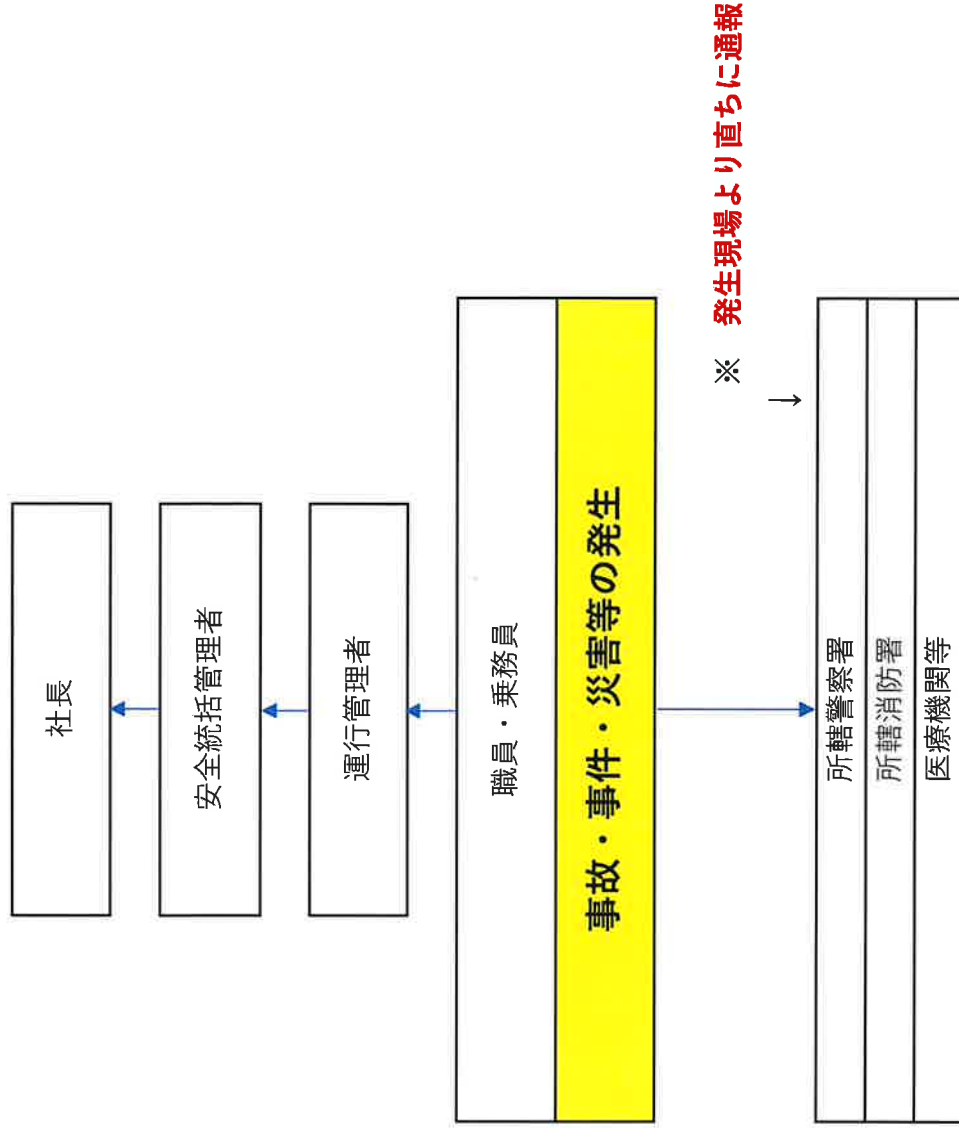 社長
安全統括管理者
運行管理者
職員・乗務員
事故・事件・災害等の発生
※ 発生現場より直ちに通報
↓
所轄警察署
所轄消防署
医療機関等